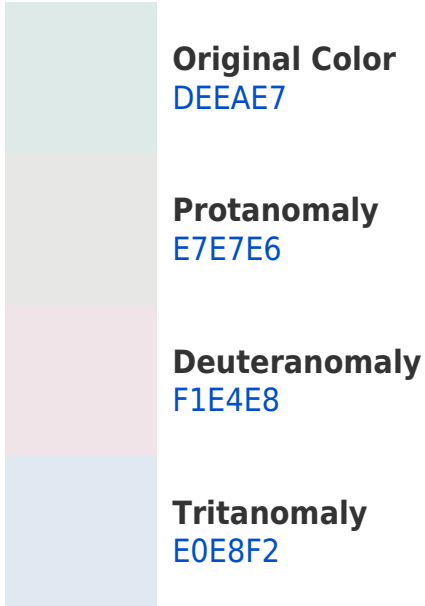 Original Color
DEEAE7
Protanomaly
E7E7E6
Deuteranomaly
F1E4E8
Tritanomaly
E0E8F2